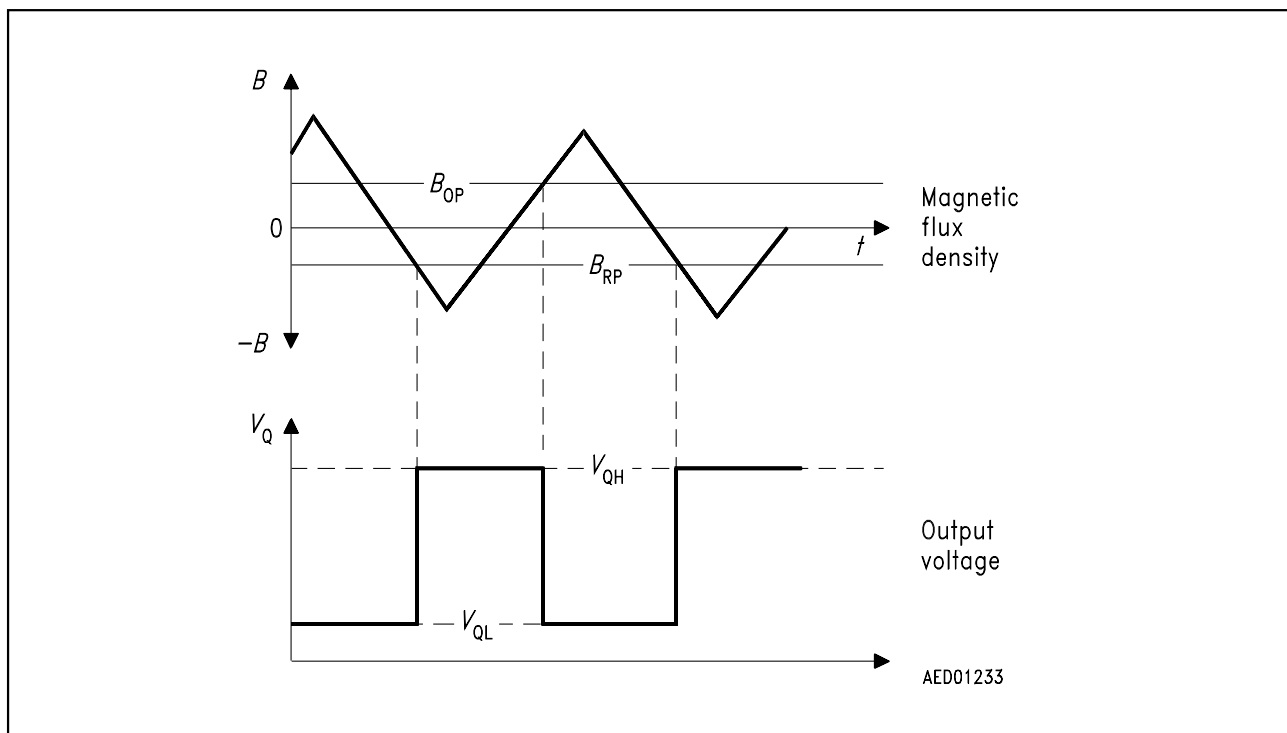 B
B_OP
0
t
B_RP
−B
Magnetic
flux
density
V_Q
V_QH
V_QL
Output
voltage
AED01233